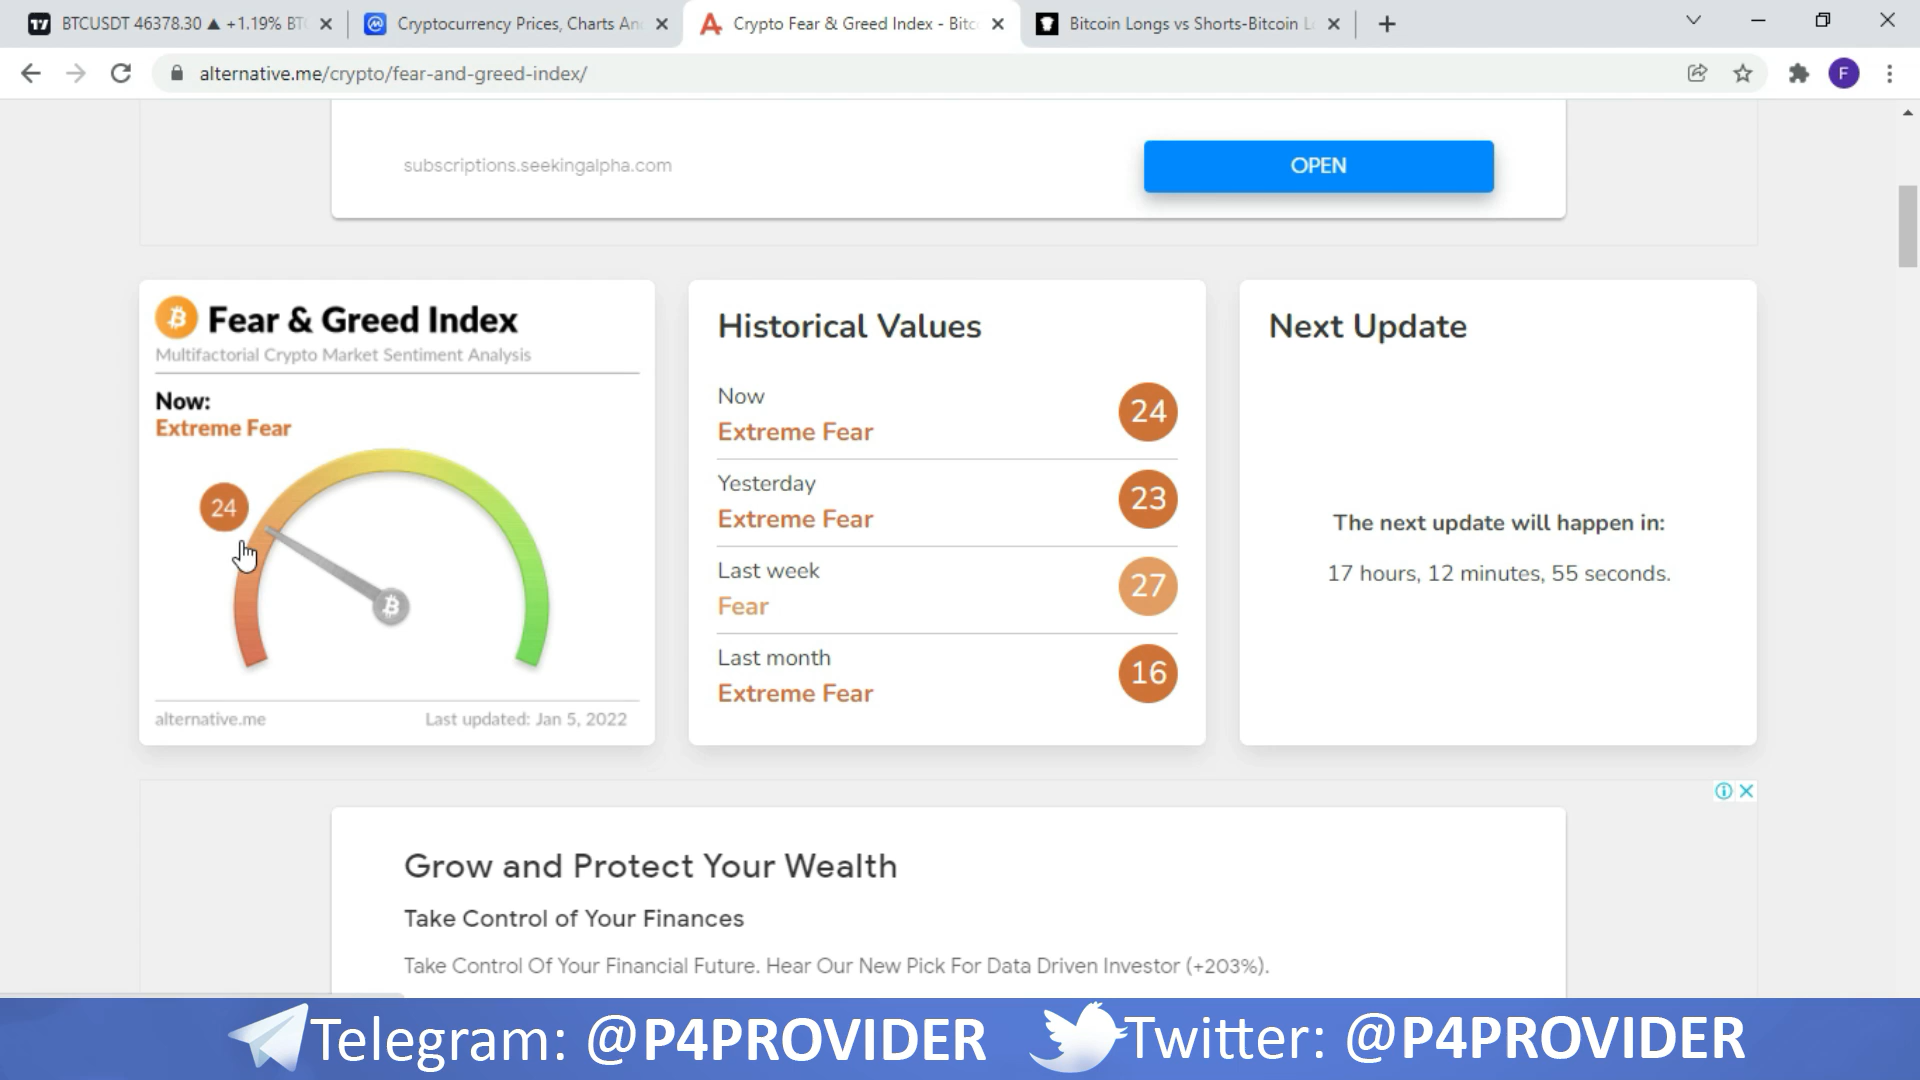 BTCUSDT 46378.30 ▲ +1.19% BT
Cryptocurrency Prices, Charts An
Crypto Fear & Greed Index - Bitc
Bitcoin Longs vs Shorts-Bitcoin L
F
alternative.me/crypto/fear-and-greed-index/
subscriptions.seekingalpha.com
OPEN
Fear & Greed Index
Multifactorial Crypto Market Sentiment Analysis
Now:
Extreme Fear
24
alternative.me
Last updated: Jan 5, 2022
Historical Values
Now
Extreme Fear
24
Yesterday
Extreme Fear
23
Last week
Fear
27
Last month
Extreme Fear
16
Next Update
The next update will happen in:
17 hours, 12 minutes, 55 seconds.
Grow and Protect Your Wealth
Take Control of Your Finances
Take Control Of Your Financial Future. Hear Our New Pick For Data Driven Investor (+203%).
Telegram: @P4PROVIDER
Twitter: @P4PROVIDER